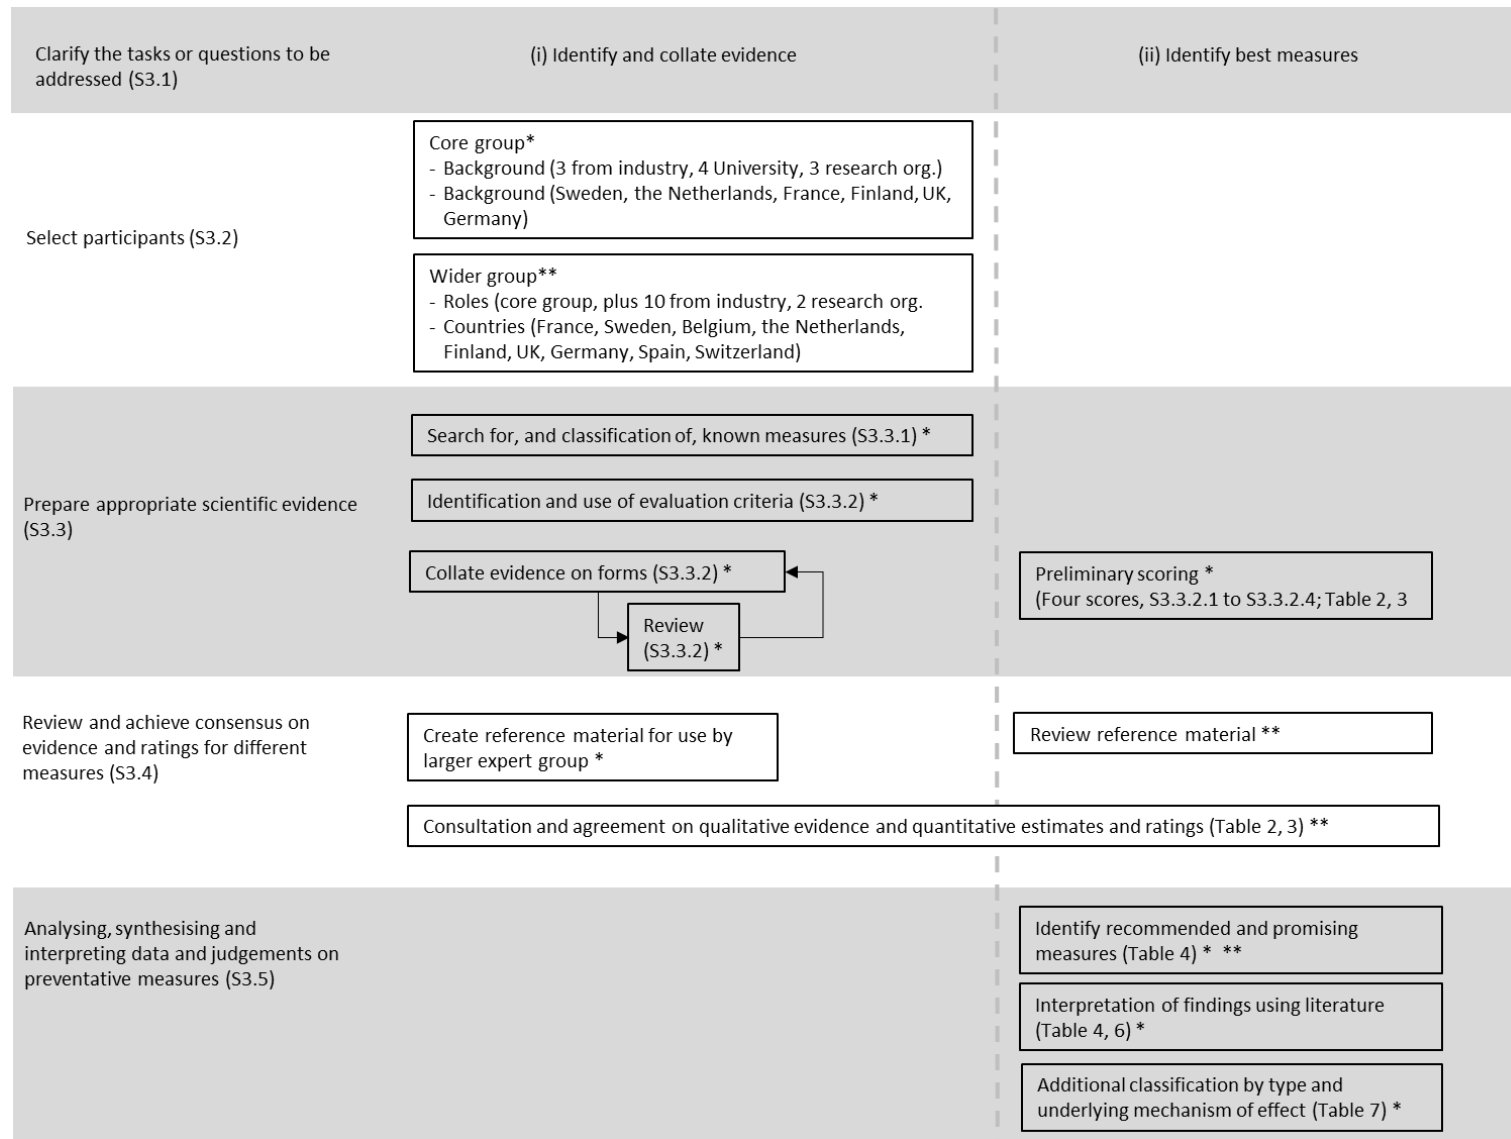 Clarify the tasks or questions to be
addressed (S3.1)
(i) Identify and collate evidence
(ii) Identify best measures
Select participants (S3.2)
Core group*
- Background (3 from industry, 4 University, 3 research org.)
- Background (Sweden, the Netherlands, France, Finland, UK,
Germany)
Wider group**
- Roles (core group, plus 10 from industry, 2 research org.
- Countries (France, Sweden, Belgium, the Netherlands,
Finland, UK, Germany, Spain, Switzerland)
Prepare appropriate scientific evidence
(S3.3)
Search for, and classification of, known measures (S3.3.1) *
Identification and use of evaluation criteria (S3.3.2) *
Collate evidence on forms (S3.3.2) *
Review
(S3.3.2) *
Preliminary scoring *
(Four scores, S3.3.2.1 to S3.3.2.4; Table 2, 3
Review and achieve consensus on
evidence and ratings for different
measures (S3.4)
Create reference material for use by
larger expert group *
Review reference material **
Consultation and agreement on qualitative evidence and quantitative estimates and ratings (Table 2, 3) **
Analysing, synthesising and
interpreting data and judgements on
preventative measures (S3.5)
Identify recommended and promising
measures (Table 4) * **
Interpretation of findings using literature
(Table 4, 6) *
Additional classification by type and
underlying mechanism of effect (Table 7) *